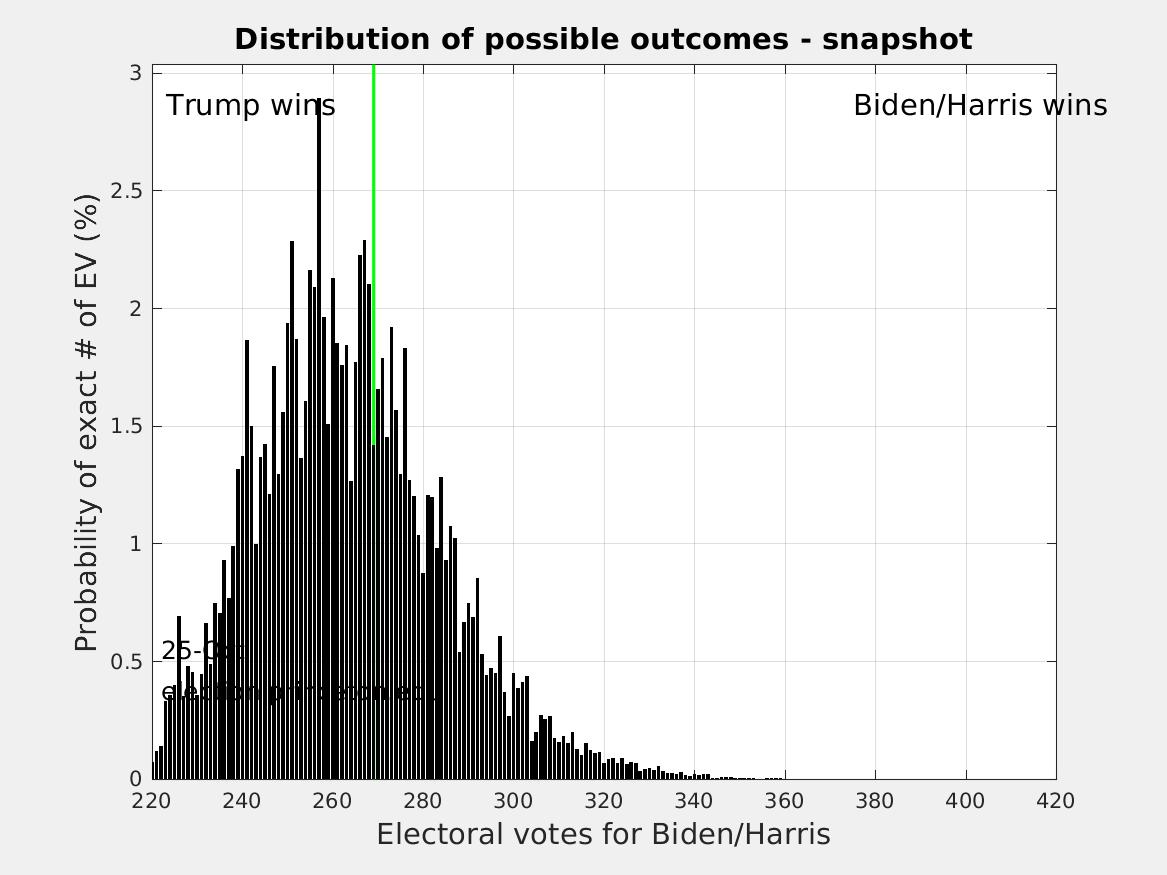 Distribution of possible outcomes - snapshot
Trump wins
Biden/Harris wins
Probability of exact # of EV (%)
3
2.5
2
1.5
1
0.5
0
25-Oct
220 240 260 280 300 320 340 360 380 400 420
Electoral votes for Biden/Harris